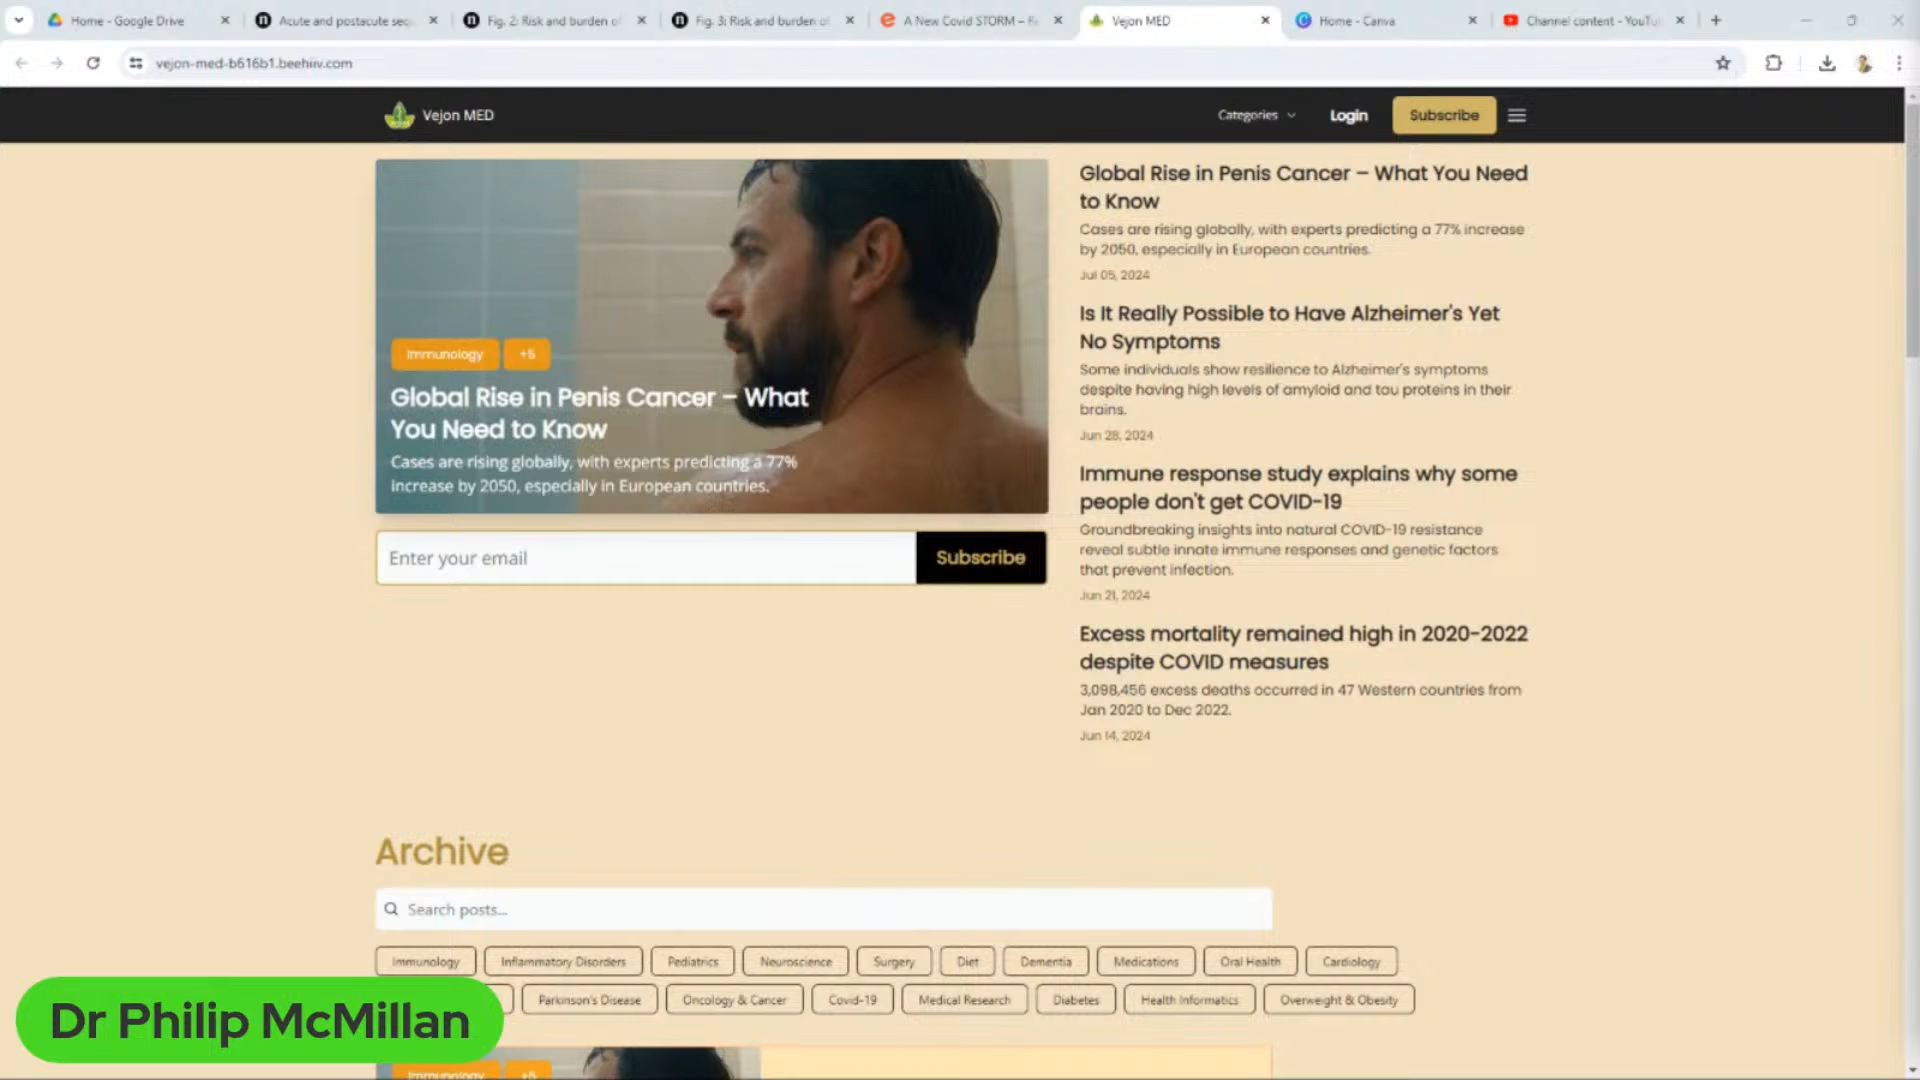 Home - Google Drive
Acute and postacute seq
Fig. 2: Risk and burden of
Fig. 3: Risk and burden of
A New Covid STORM – Re
Vejon MED
Home - Canva
Channel content - YouTu
vejon-med-b616b1.beehiiv.com
Vejon MED
Categories
Login
Subscribe
Immunology
+5
Global Rise in Penis Cancer – What
You Need to Know
Cases are rising globally, with experts predicting a 77%
increase by 2050, especially in European countries.
Enter your email
Subscribe
Global Rise in Penis Cancer – What You Need
to Know
Cases are rising globally, with experts predicting a 77% increase
by 2050, especially in European countries.
Jul 05, 2024
Is It Really Possible to Have Alzheimer's Yet
No Symptoms
Some individuals show resilience to Alzheimer's symptoms
despite having high levels of amyloid and tau proteins in their
brains.
Jun 28, 2024
Immune response study explains why some
people don't get COVID-19
Groundbreaking insights into natural COVID-19 resistance
reveal subtle innate immune responses and genetic factors
that prevent infection.
Jun 21, 2024
Excess mortality remained high in 2020-2022
despite COVID measures
3,098,456 excess deaths occurred in 47 Western countries from
Jan 2020 to Dec 2022.
Jun 14, 2024
Archive
Search posts...
Immunology
Inflammatory Disorders
Pediatrics
Neuroscience
Surgery
Diet
Dementia
Medications
Oral Health
Cardiology
Parkinson's Disease
Oncology & Cancer
Covid-19
Medical Research
Diabetes
Health Informatics
Overweight & Obesity
Dr Philip McMillan
Immunology
+5